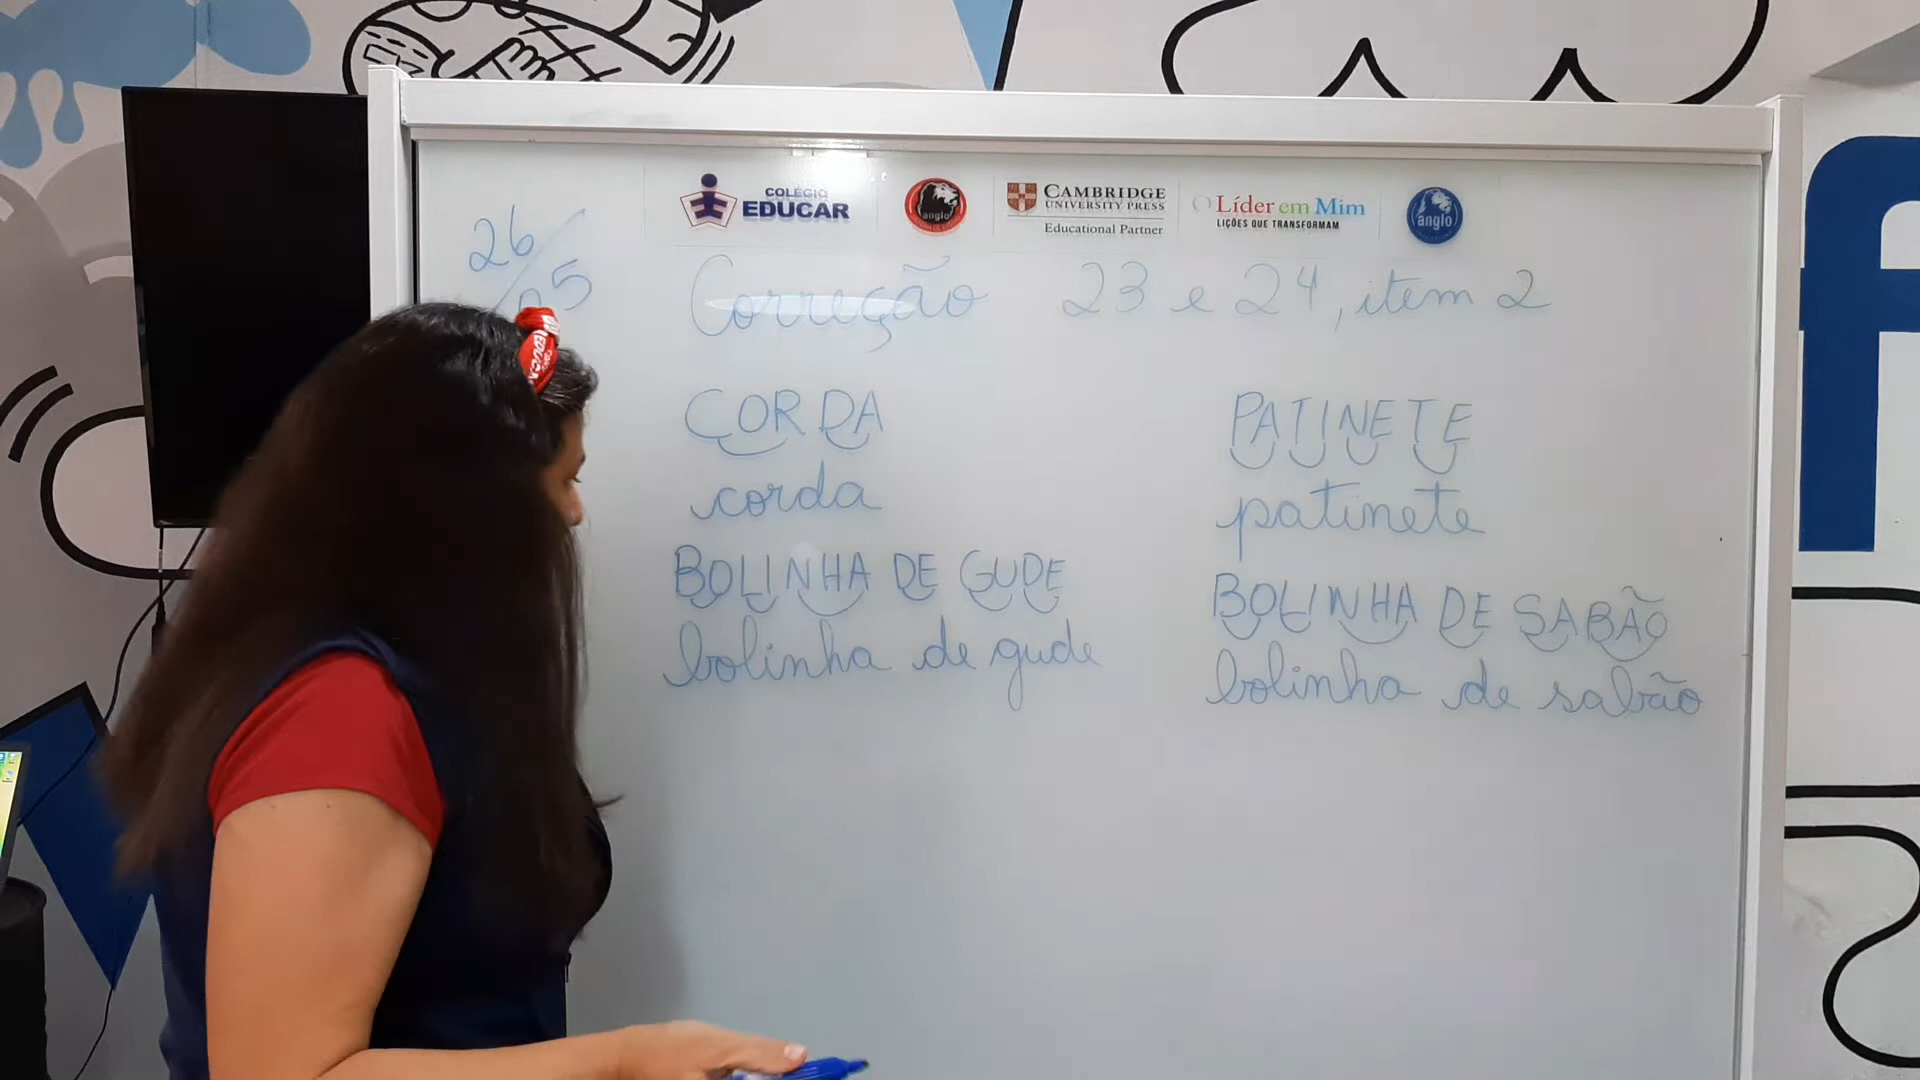 COLÉGIO
EDUCAR
anglo
CAMBRIDGE
UNIVERSITY PRESS
Educational Partner
Líder em Mim
LIÇÕES QUE TRANSFORMAM
anglo
26/05
Correção 23 e 24, item 2
CORDA
corda
BOLINHA DE GUDE
bolinha de gude
PATINETE
patinete
BOLINHA DE SABÃO
bolinha de sabão